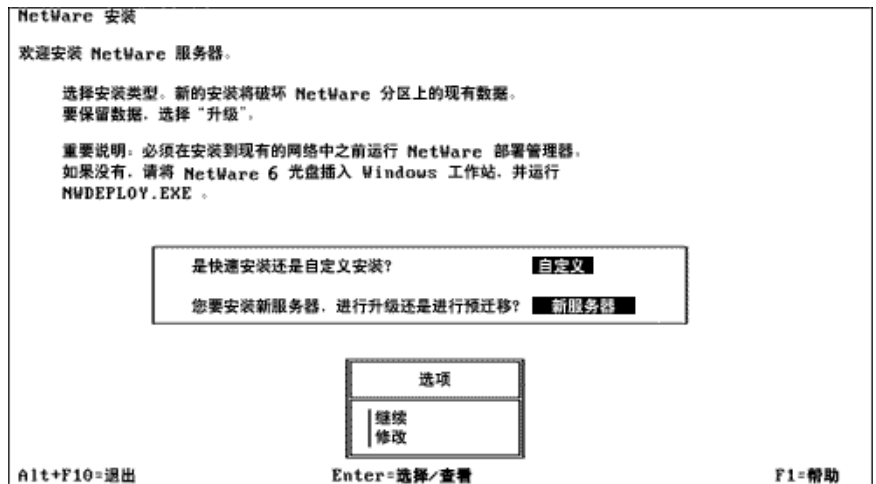 NetWare 安装
欢迎安装 NetWare 服务器。
选择安装类型。新的安装将破坏 NetWare 分区上的现有数据。
要保留数据，选择“升级”。
重要说明：必须在安装到现有的网络中之前运行 NetWare 部署管理器。
如果没有，请将 NetWare 6 光盘插入 Windows 工作站，并运行
NWDEPLOY.EXE 。
是快速安装还是自定义安装? 自定义
您要安装新服务器，进行升级还是进行预迁移? 新服务器
选项
继续
修改
Alt+F10=退出 Enter=选择/查看 F1=帮助